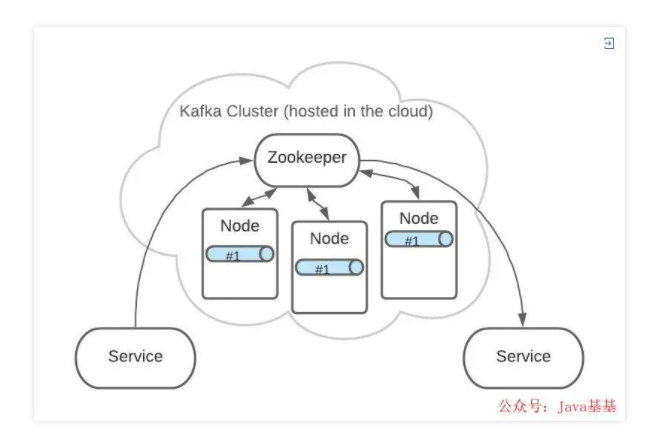 Kafka Cluster (hosted in the cloud)
Zookeeper
Node
#1
Node
#1
Node
#1
Service
Service
公众号：Java基基